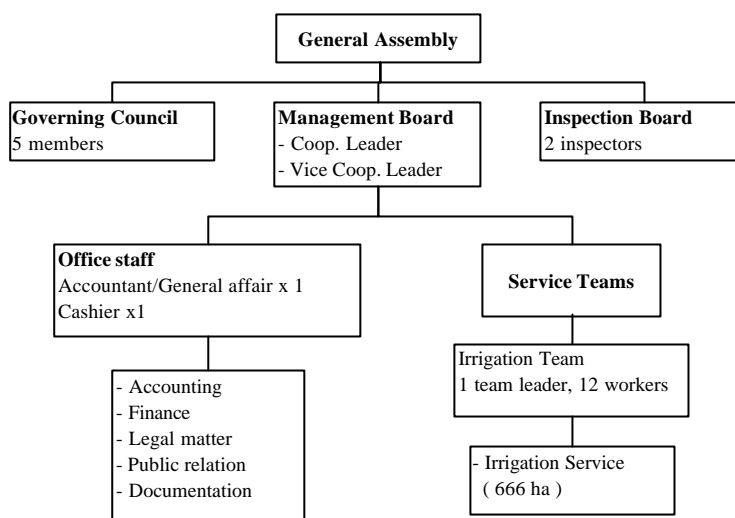 General Assembly
Governing Council
5 members
Management Board
- Coop. Leader
- Vice Coop. Leader
Inspection Board
2 inspectors
Office staff
Accountant/General affair x 1
Cashier x1
Service Teams
- Accounting
- Finance
- Legal matter
- Public relation
- Documentation
Irrigation Team
1 team leader, 12 workers
- Irrigation Service
( 666 ha )